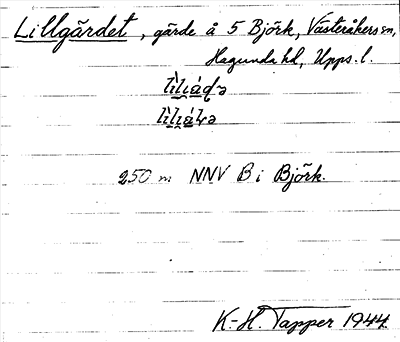 Lillgärdet, gärde å 5 Björk, Västeråkers sn,
Hagunda hd, Upps. l.
250 m NNV B i Björk.
K-H. Tapper 1944.